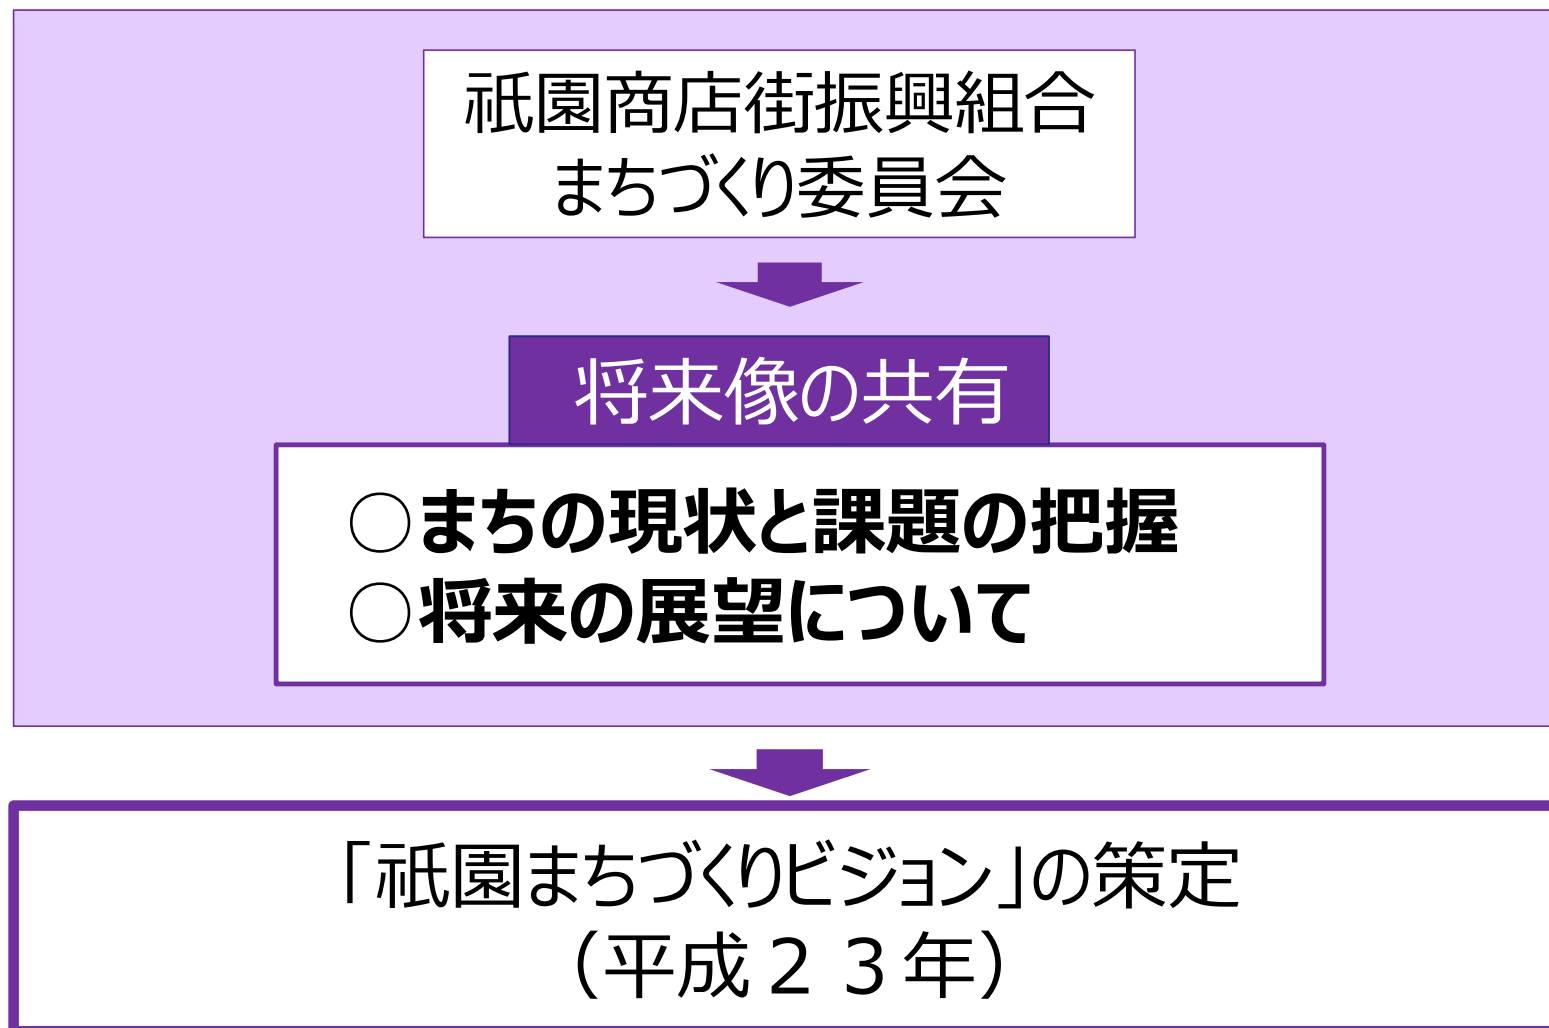 祇園商店街振興組合
まちづくり委員会
将来像の共有
○まちの現状と課題の把握
○将来の展望について
「祇園まちづくりビジョン」の策定
（平成２３年）